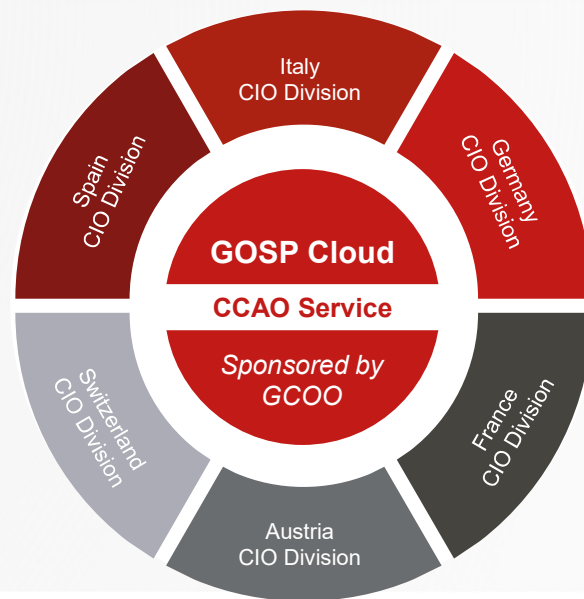 Italy
CIO Division
Germany
CIO Division
Spain
CIO Division
GOSP Cloud
CCAO Service
Sponsored by
GCOO
Switzerland
CIO Division
France
CIO Division
Austria
CIO Division